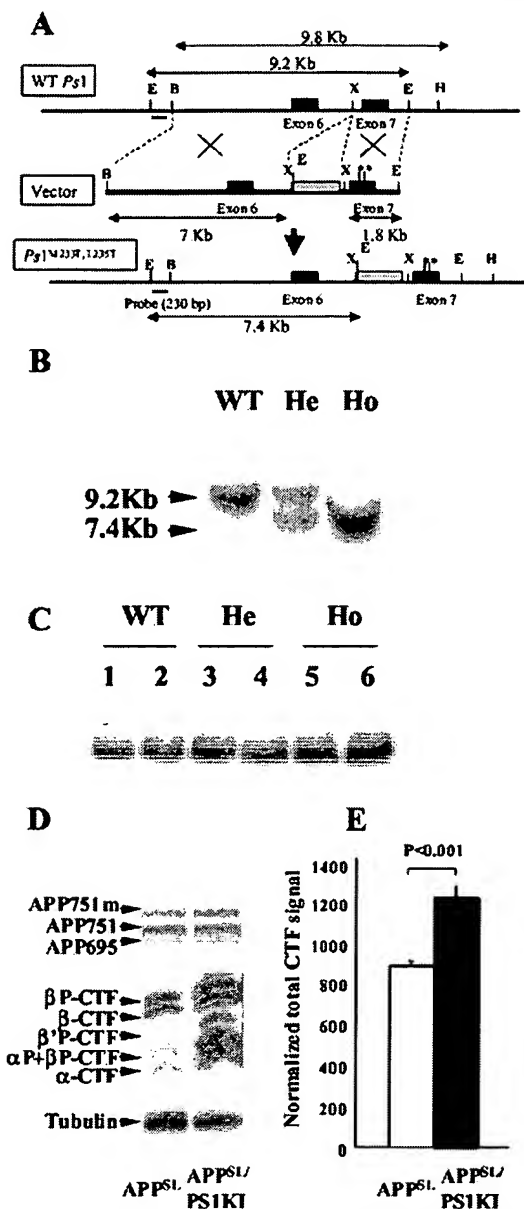 A
9.8 Kb
9.2 Kb
WT Ps1
E B X E H
Exon 6 Exon 7
Vector
B X E X ** E
Exon 6 Exon 7
7 Kb 1.8 Kb
Ps1 M233T, L235T
E B X E X ** E H
Probe (230 bp) Exon 6 Exon 7
7.4 Kb
B
WT He Ho
9.2Kb
7.4Kb
C
WT He Ho
1 2 3 4 5 6
D
APP751m
APP751
APP695
βP-CTF
β-CTF
β'P-CTF
αP+βP-CTF
α-CTF
Tubulin
APPSL APPSL/
PS1KI
E
P<0.001
Normalized total CTF signal
1400
1200
1000
800
600
400
200
0
APPSL APPSL/
PS1KI